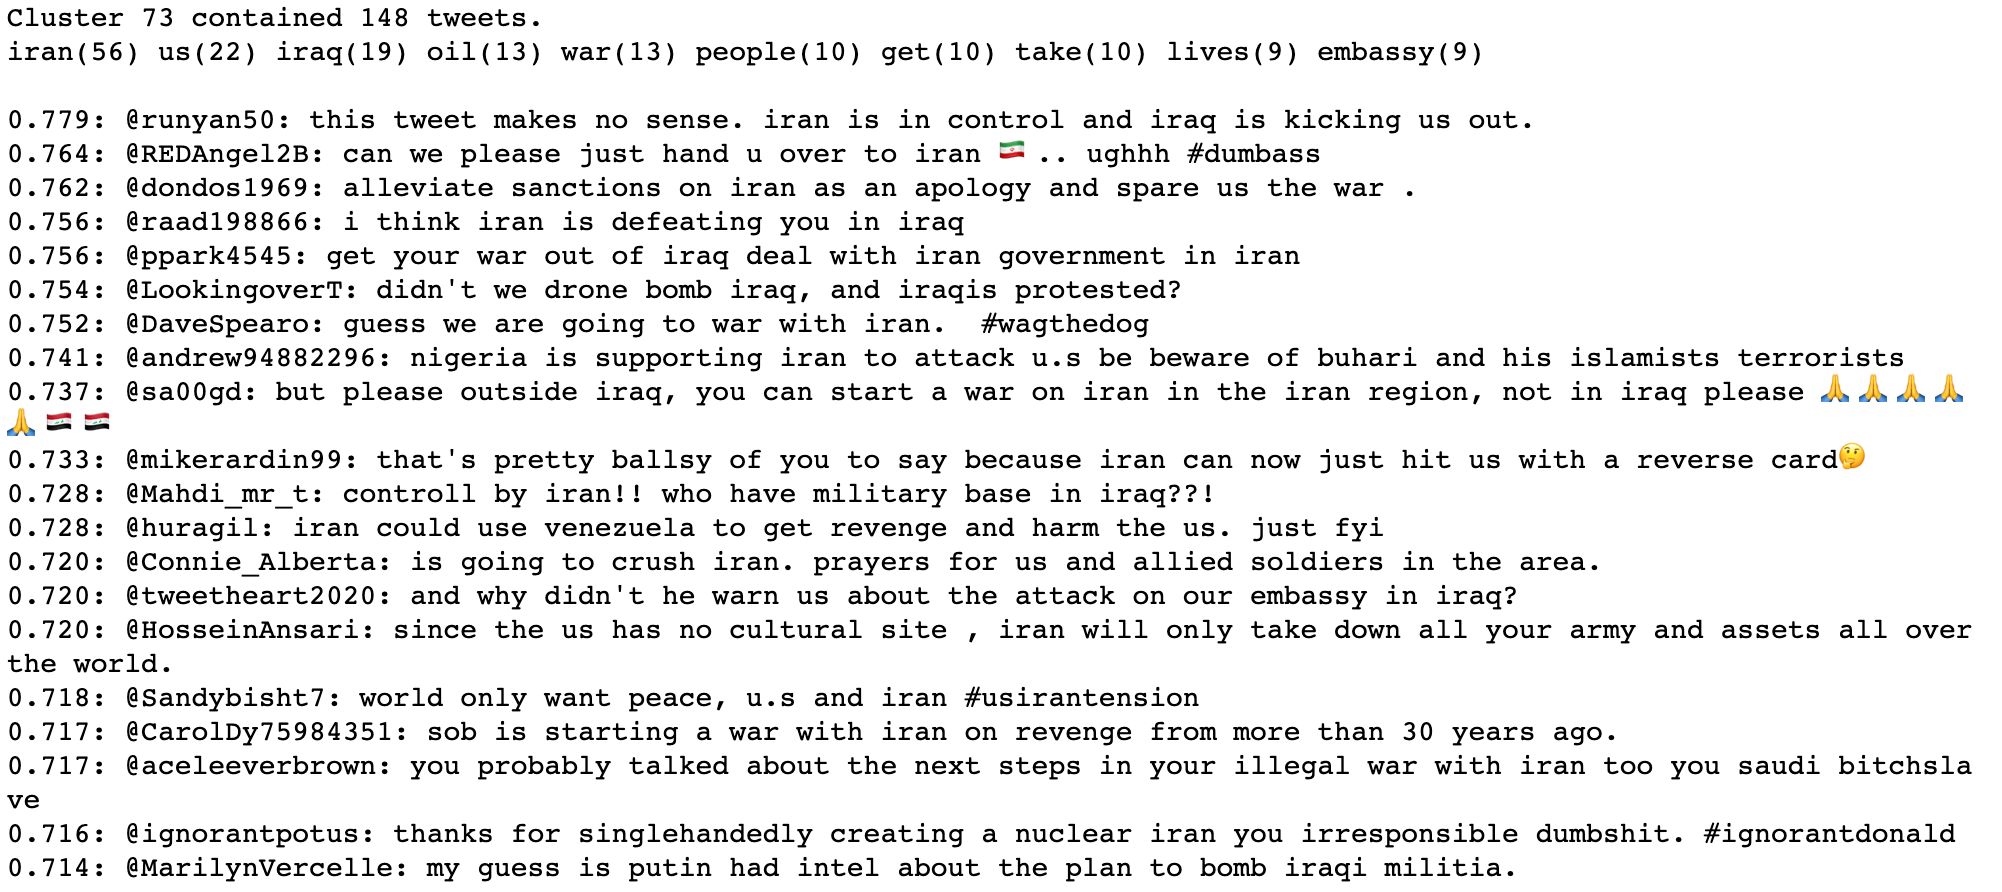 Cluster 73 contained 148 tweets.
iran(56) us(22) iraq(19) oil(13) war(13) people(10) get(10) take(10) lives(9) embassy(9)
0.779: @runyan50: this tweet makes no sense. iran is in control and iraq is kicking us out.
0.764: @REDAngel2B: can we please just hand u over to iran 🇮🇷 .. ughhh #dumbass
0.762: @dondos1969: alleviate sanctions on iran as an apology and spare us the war .
0.756: @raad198866: i think iran is defeating you in iraq
0.756: @ppark4545: get your war out of iraq deal with iran government in iran
0.754: @LookingoverT: didn't we drone bomb iraq, and iraqis protested?
0.752: @DaveSpearo: guess we are going to war with iran.  #wagthedog
0.741: @andrew94882296: nigeria is supporting iran to attack u.s be beware of buhari and his islamists terrorists
0.737: @sa00gd: but please outside iraq, you can start a war on iran in the iran region, not in iraq please 🙏🙏🙏🙏
🙏🇮🇶🇮🇶
0.733: @mikerardin99: that's pretty ballsy of you to say because iran can now just hit us with a reverse card🤔
0.728: @Mahdi_mr_t: controll by iran!! who have military base in iraq??!
0.728: @huragil: iran could use venezuela to get revenge and harm the us. just fyi
0.720: @Connie_Alberta: is going to crush iran. prayers for us and allied soldiers in the area.
0.720: @tweetheart2020: and why didn't he warn us about the attack on our embassy in iraq?
0.720: @HosseinAnsari: since the us has no cultural site , iran will only take down all your army and assets all over
the world.
0.718: @Sandybisht7: world only want peace, u.s and iran #usirantension
0.717: @CarolDy75984351: sob is starting a war with iran on revenge from more than 30 years ago.
0.717: @aceleeverbrown: you probably talked about the next steps in your illegal war with iran too you saudi bitchsla
ve
0.716: @ignorantpotus: thanks for singlehandedly creating a nuclear iran you irresponsible dumbshit. #ignorantdonald
0.714: @MarilynVercelle: my guess is putin had intel about the plan to bomb iraqi militia.